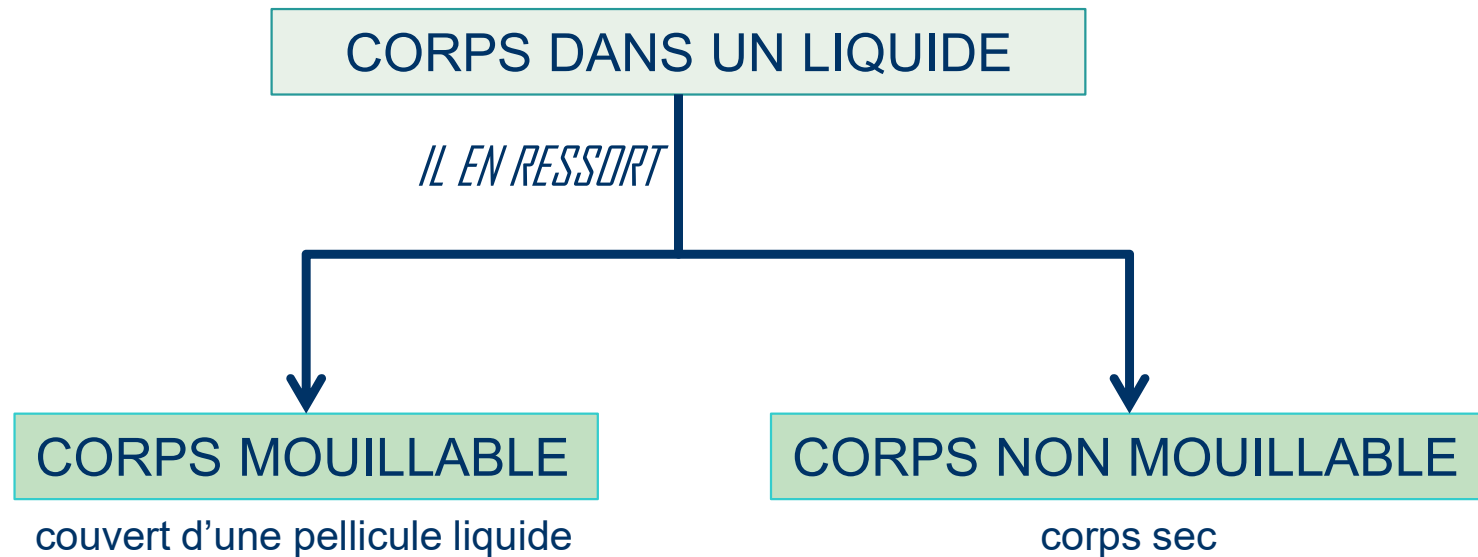 CORPS DANS UN LIQUIDE
IL EN RESSORT
CORPS MOUILLABLE
CORPS NON MOUILLABLE
couvert d’une pellicule liquide
corps sec